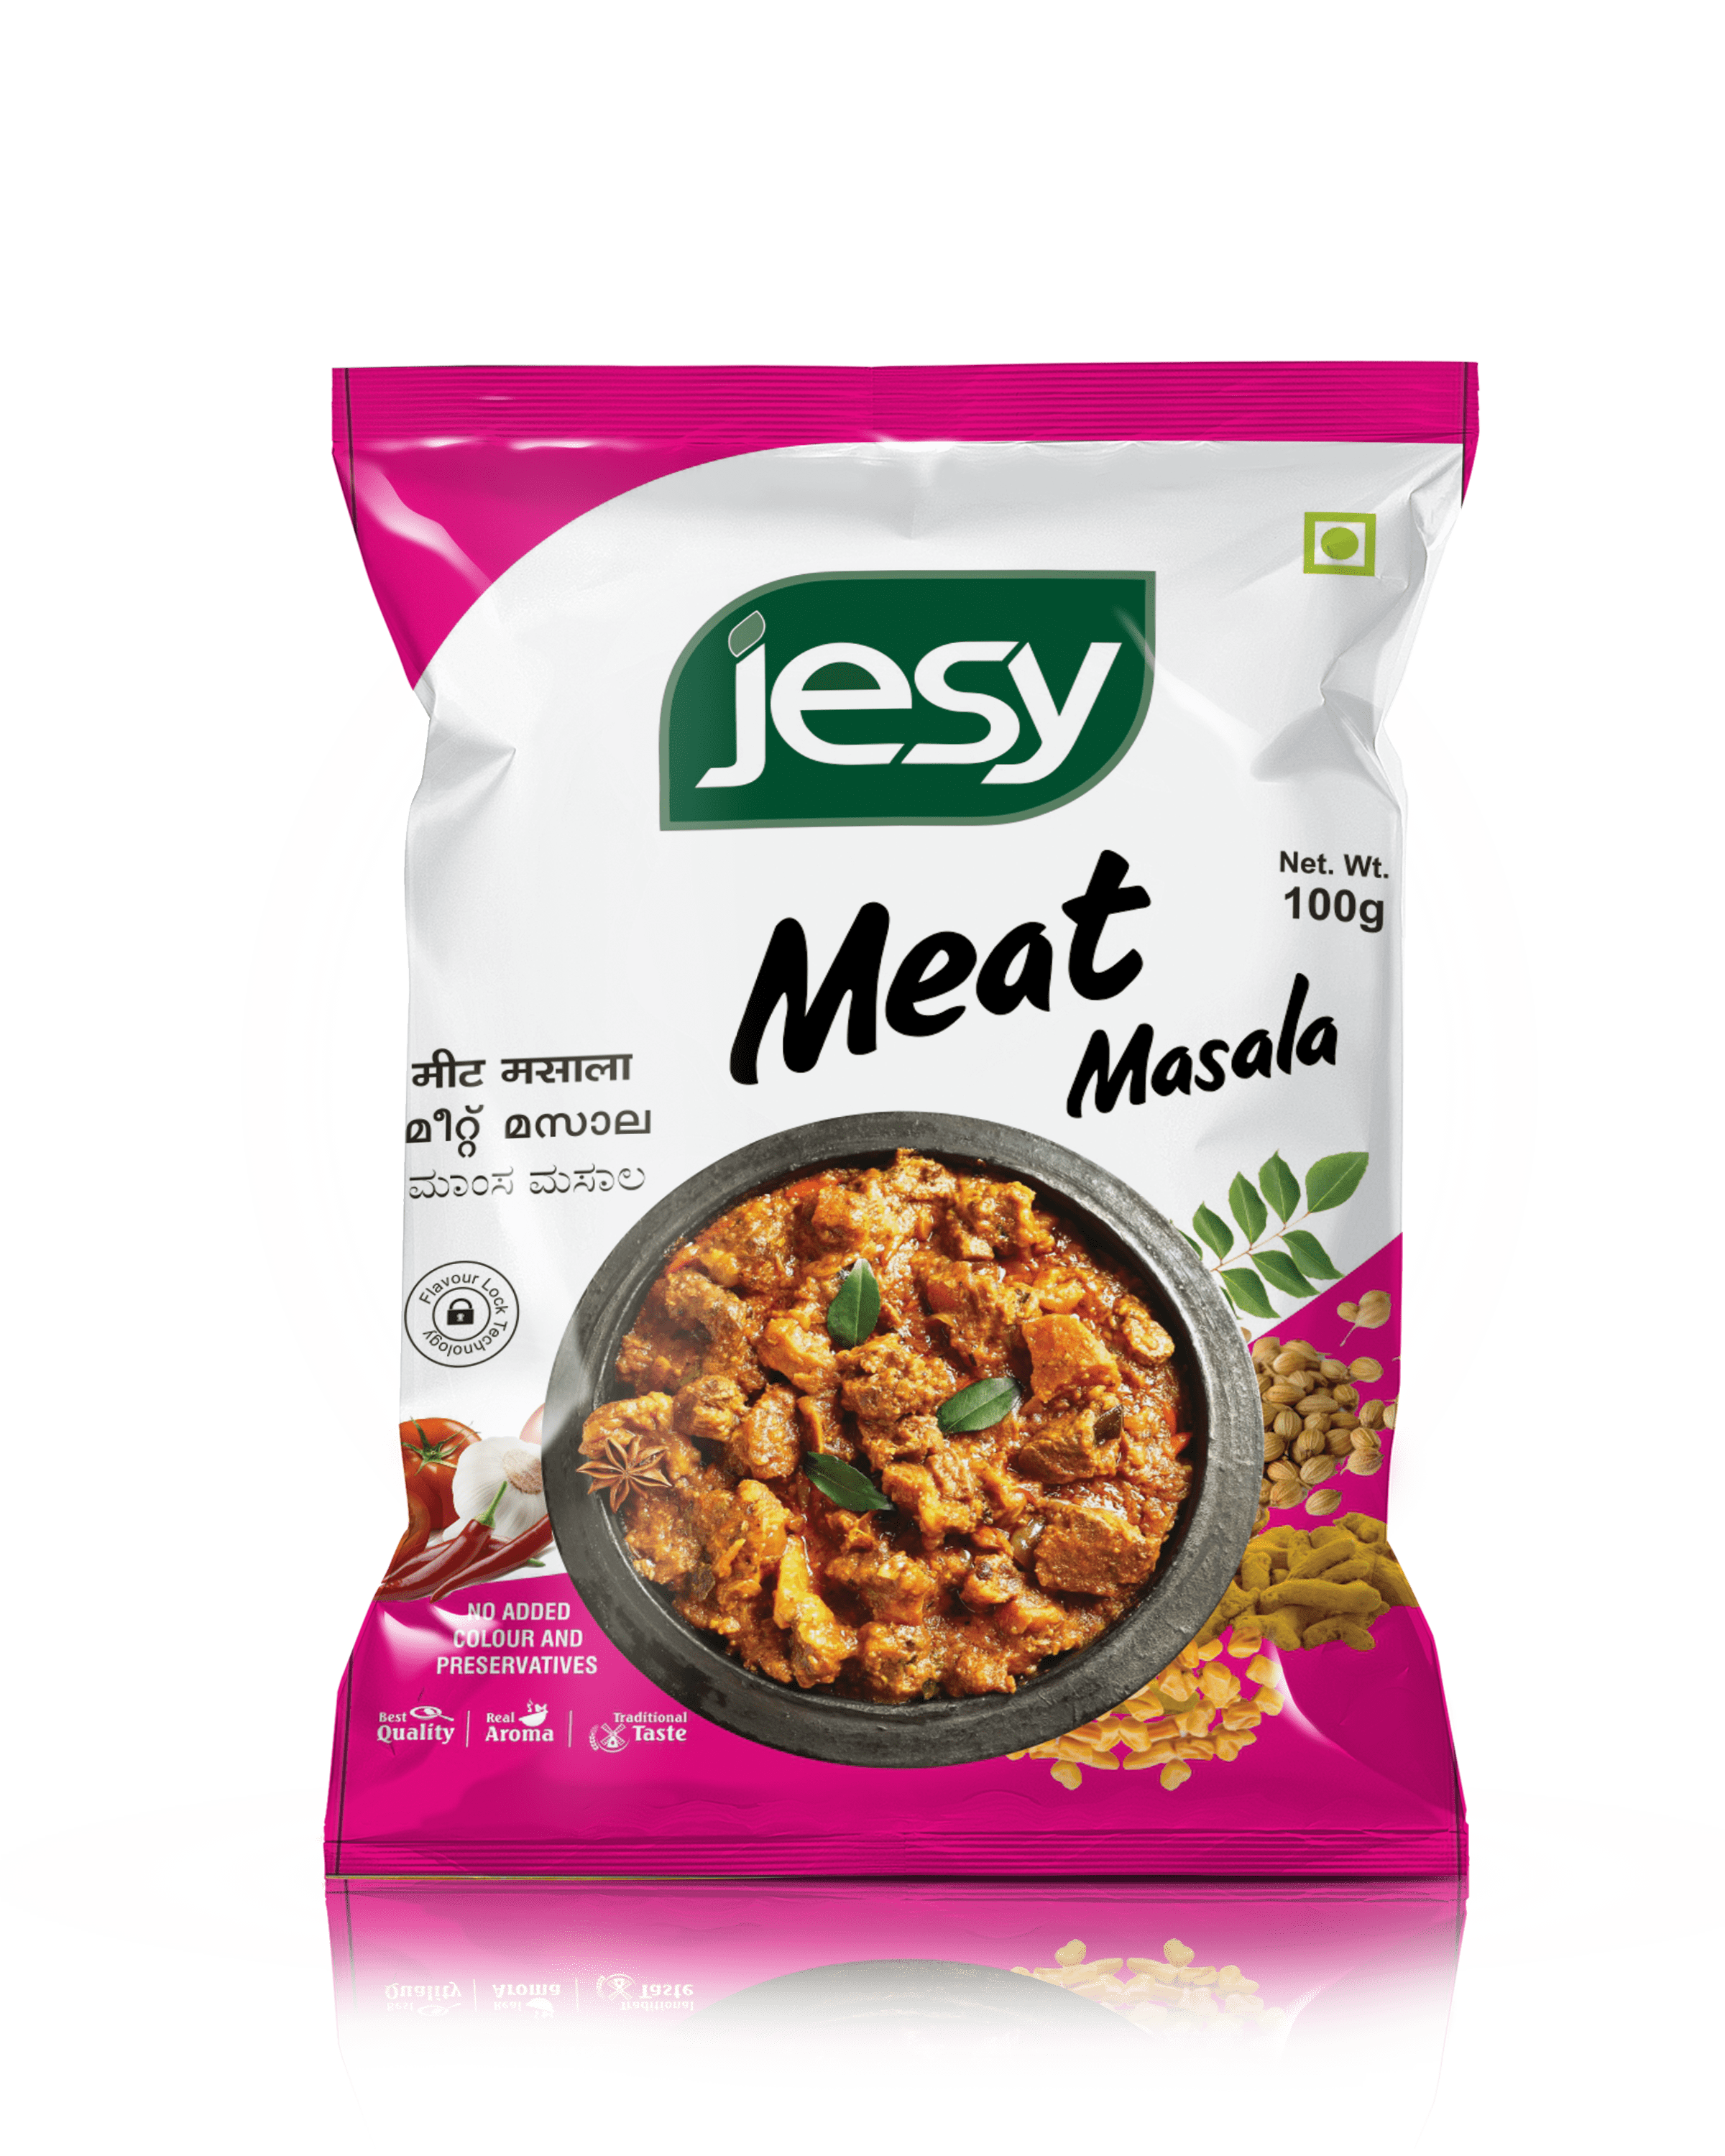 jesy
Net. Wt.
100g
Meat
Masala
मीट मसाला
മീറ്റ് മസാല
ಮಾಂಸ ಮಸಾಲ
Flavour Lock Technology
NO ADDED
COLOUR AND
PRESERVATIVES
Best
Quality
Real
Aroma
Traditional
Taste